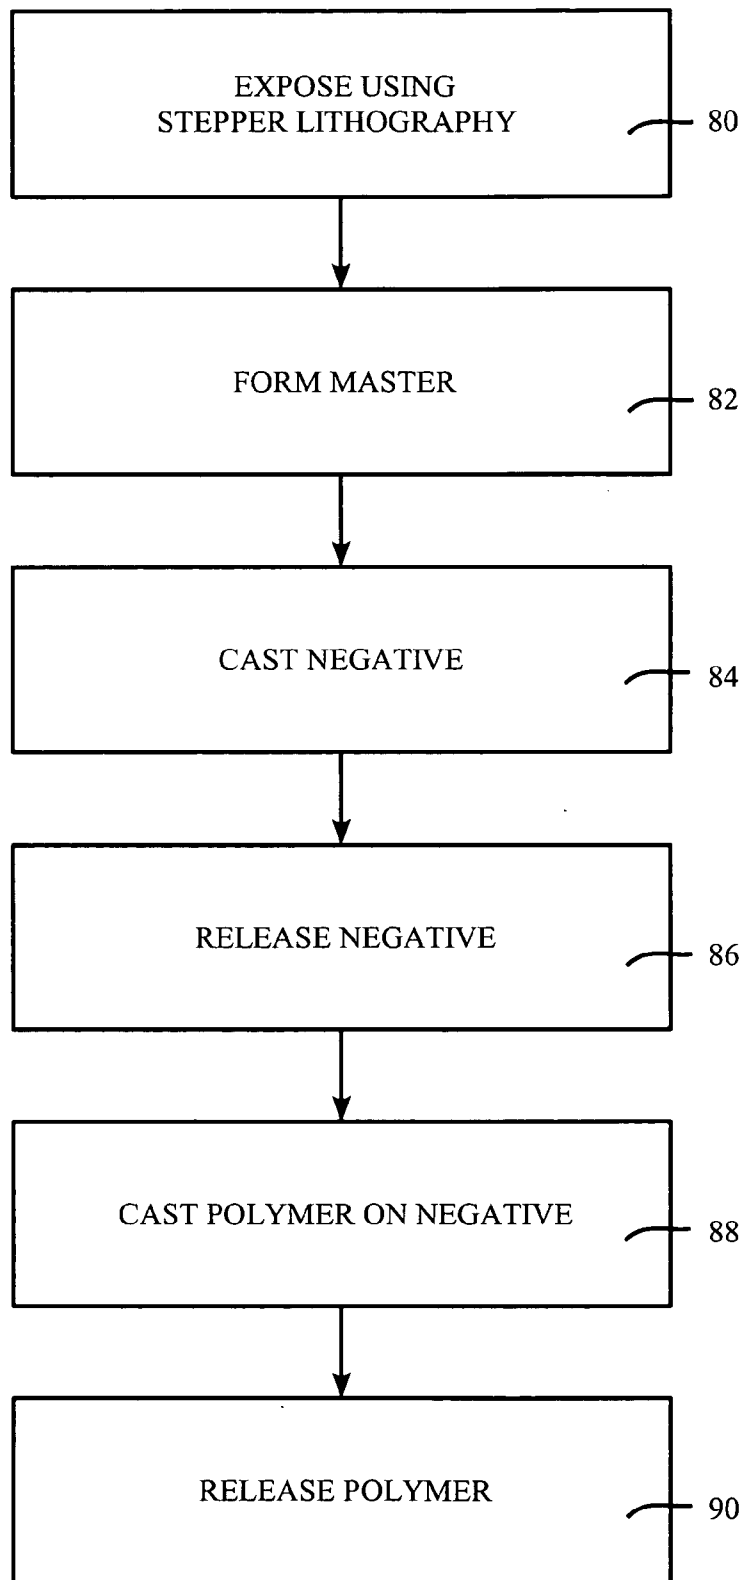 EXPOSE USING
STEPPER LITHOGRAPHY
80
FORM MASTER
82
CAST NEGATIVE
84
RELEASE NEGATIVE
86
CAST POLYMER ON NEGATIVE
88
RELEASE POLYMER
90